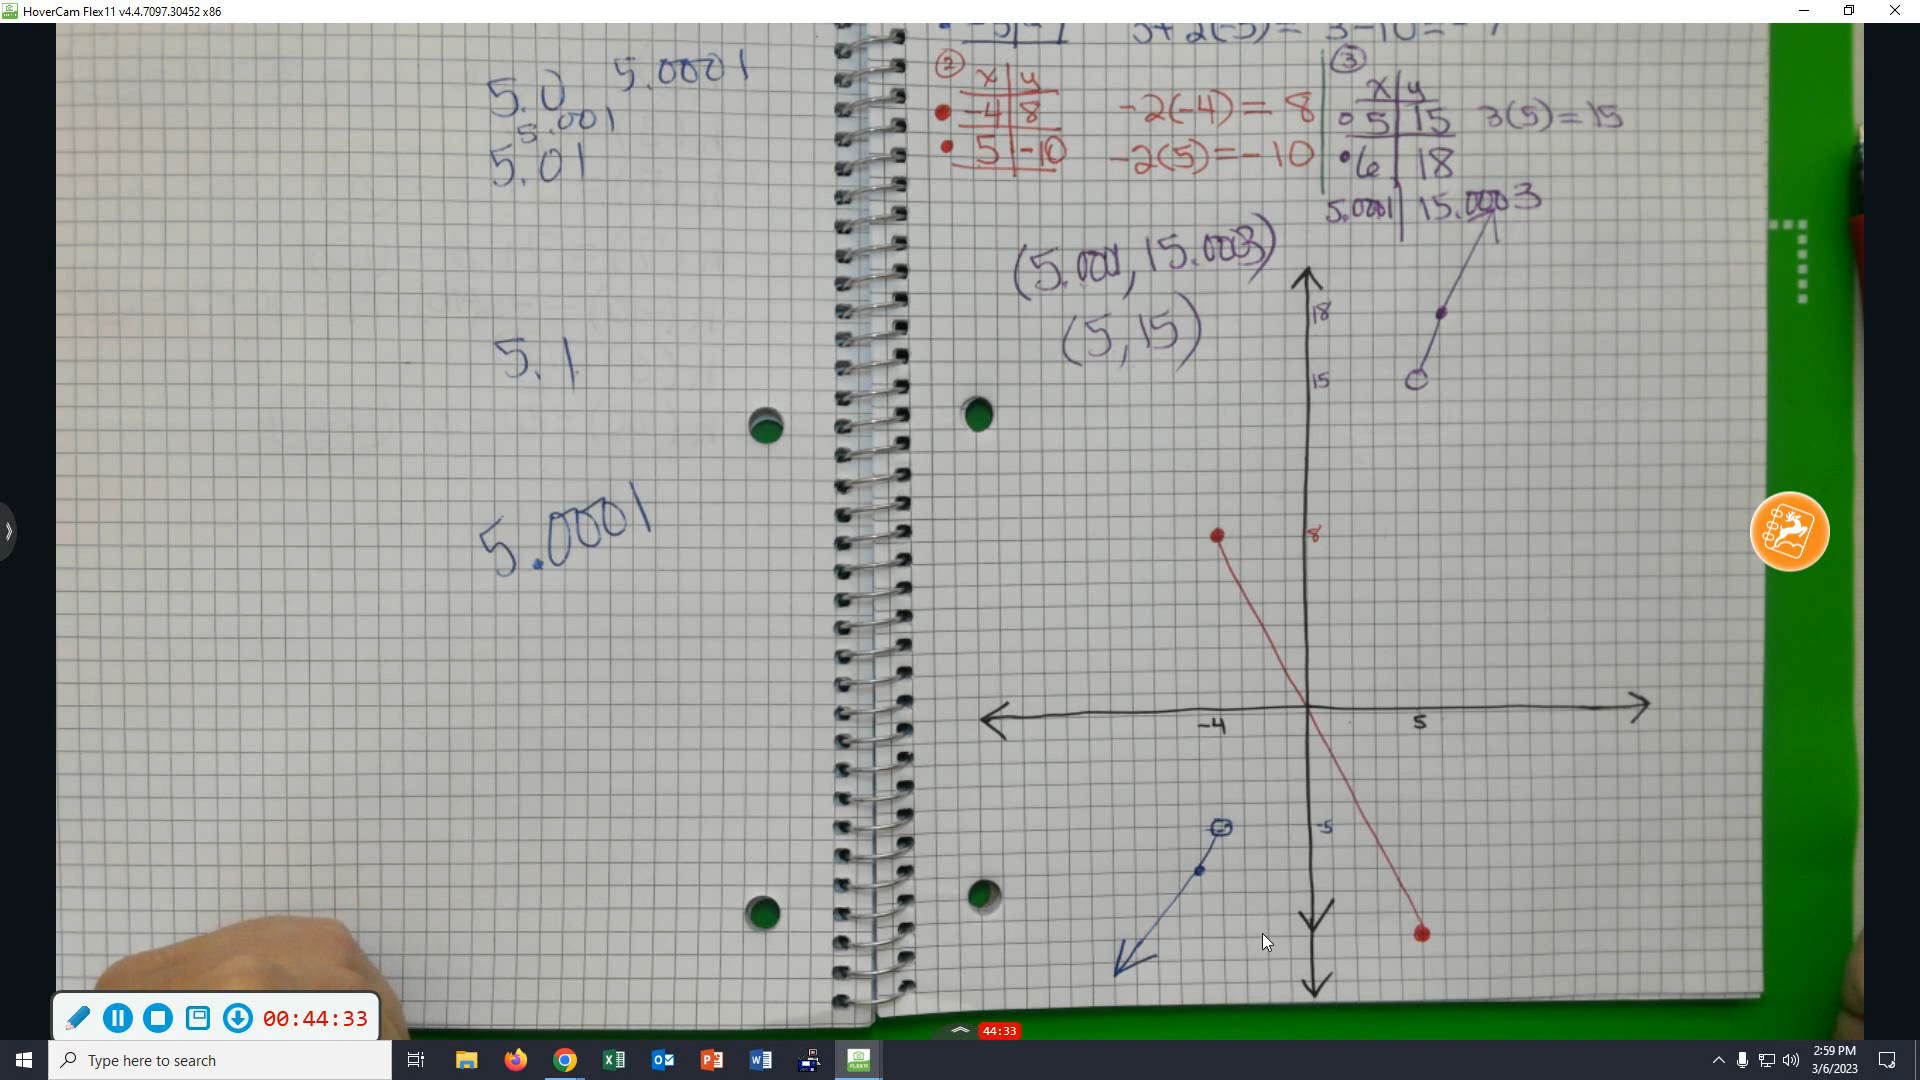 HoverCam Flex11 v4.4.7097.30452 x86
5.0 5.0001
5.001
5.01
5.1
5.0001
②
x y
-4 8 -2(-4) = 8
5 -10 -2(5) = -10
③
x y
5 15 3(5) = 15
6 18
5.0001 15.0003
(5.001, 15.003)
(5, 15)
18
15
8
-4 5
-5
00:44:33
44:33
Type here to search
2:59 PM
3/6/2023